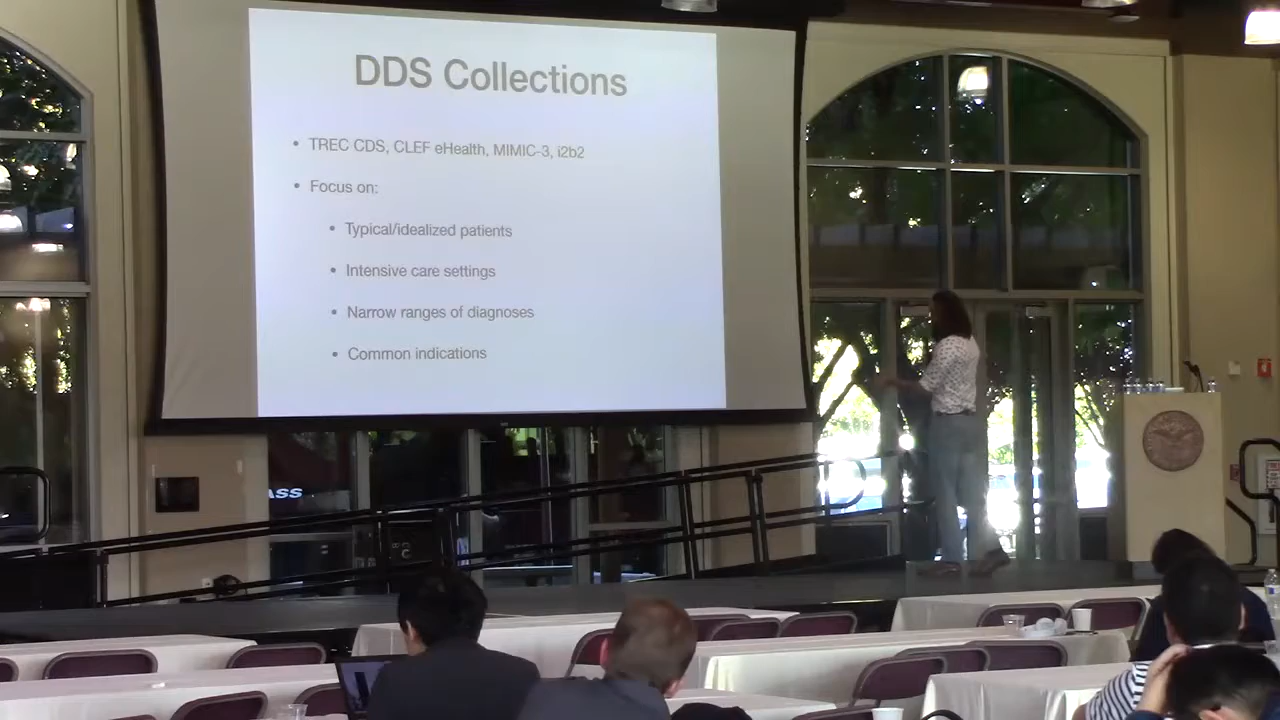 DDS Collections
• TREC CDS, CLEF eHealth, MIMIC-3, i2b2
• Focus on:
• Typical/idealized patients
• Intensive care settings
• Narrow ranges of diagnoses
• Common indications
ASS